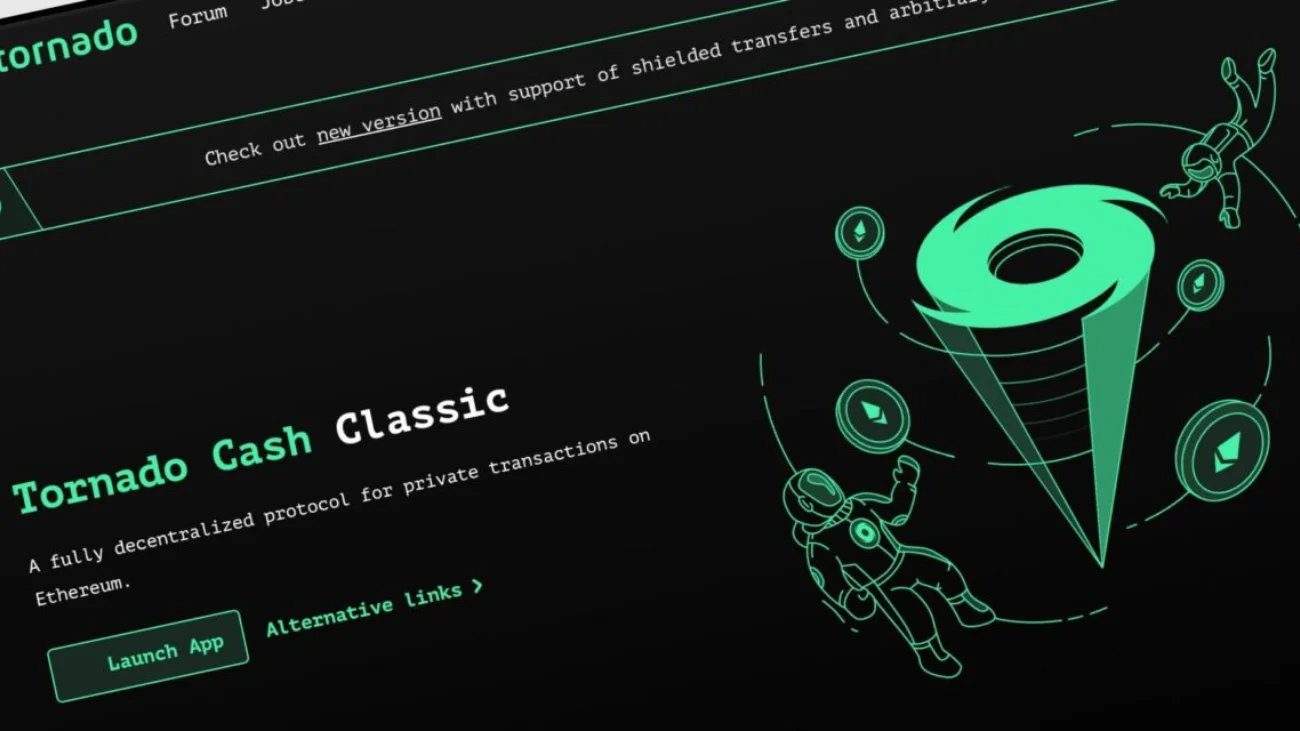 tornado Forum
Check out new version with support of shielded transfers and
Tornado Cash Classic
A fully decentralized protocol for private transactions on
Ethereum.
Launch App Alternative links